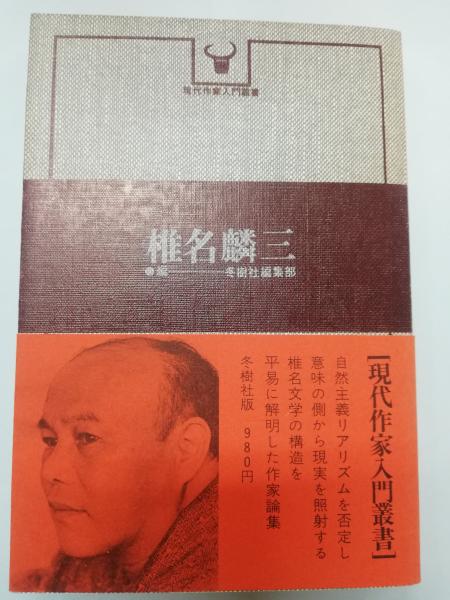 現代作家入門叢書
椎名麟三
●編 冬樹社編集部
【現代作家入門叢書】
自然主義リアリズムを否定し
意味の側から現実を照射する
椎名文学の構造を
平易に解明した作家論集
冬樹社版 980円